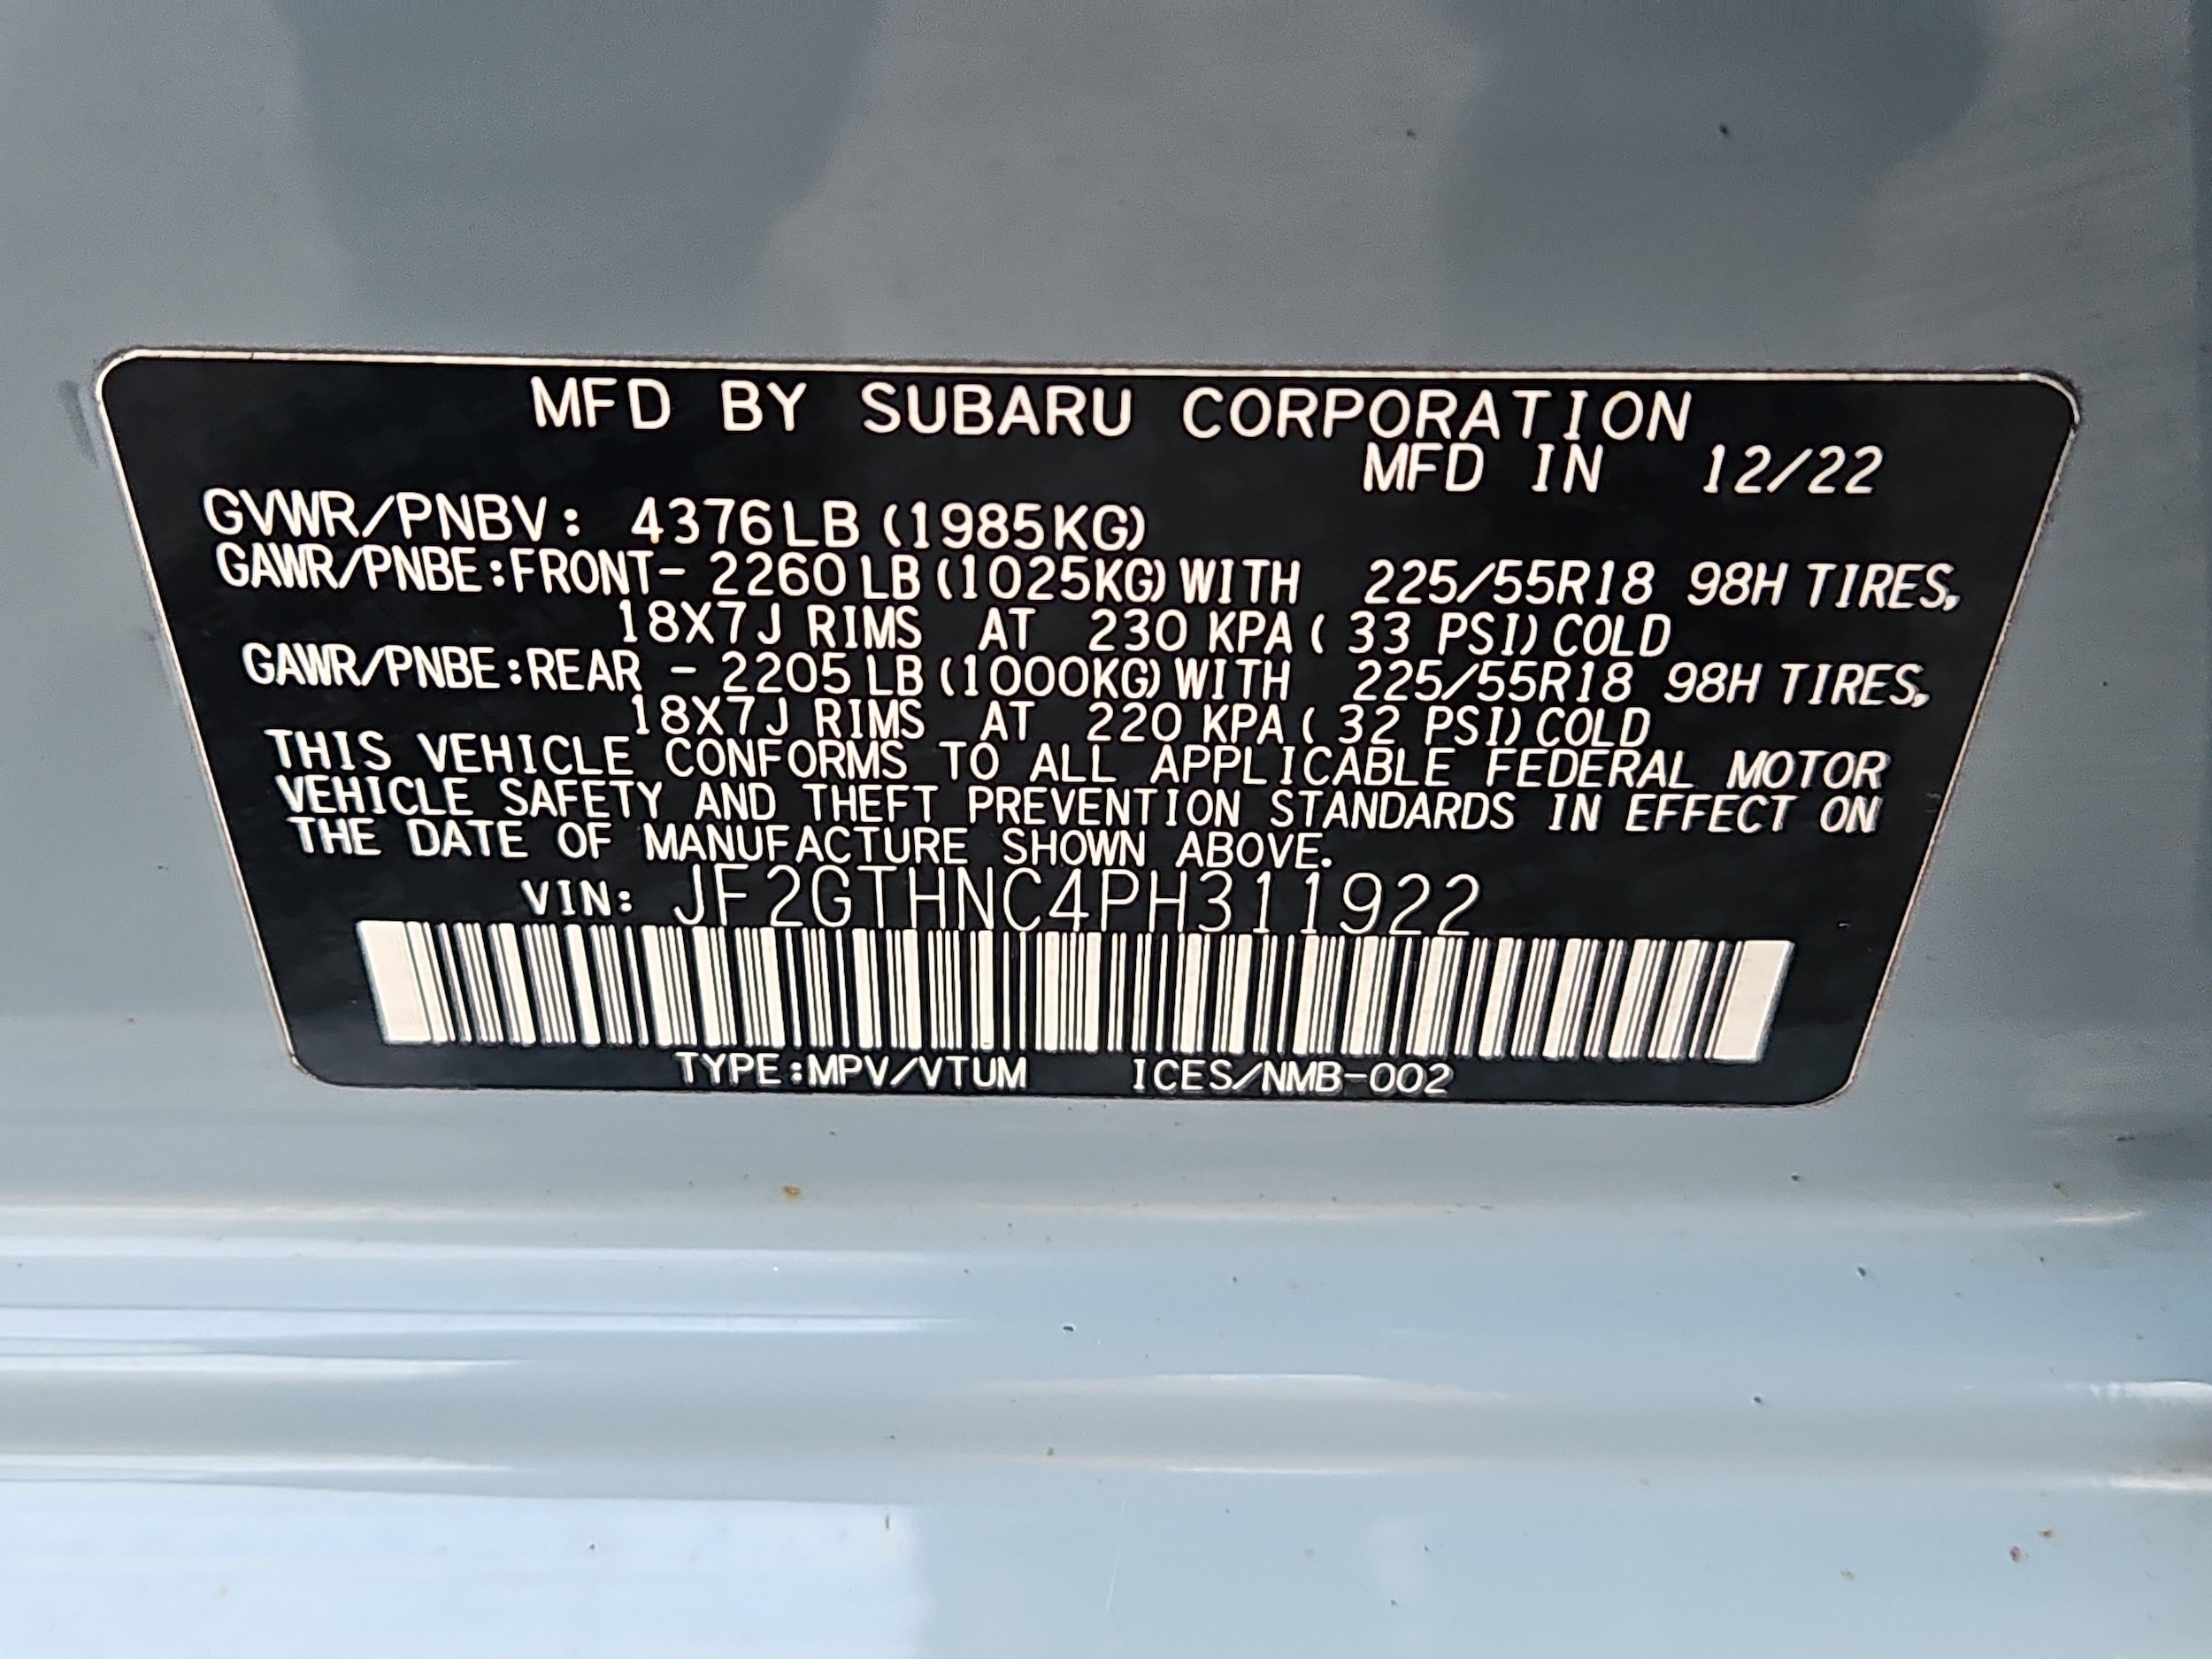 MFD BY SUBARU CORPORATION
MFD IN 12/22
GVWR/PNBV: 4376LB (1985KG)
GAWR/PNBE:FRONT- 2260LB(1025KG)WITH 225/55R18 98H TIRES,
18X7J RIMS AT 230 KPA( 33 PSI)COLD
GAWR/PNBE:REAR - 2205LB(1000KG)WITH 225/55R18 98H TIRES,
18X7J RIMS AT 220 KPA( 32 PSI)COLD
THIS VEHICLE CONFORMS TO ALL APPLICABLE FEDERAL MOTOR
VEHICLE SAFETY AND THEFT PREVENTION STANDARDS IN EFFECT ON
THE DATE OF MANUFACTURE SHOWN ABOVE.
VIN: JF2GTHNC4PH311922
TYPE:MPV/VTUM ICES/NMB-002